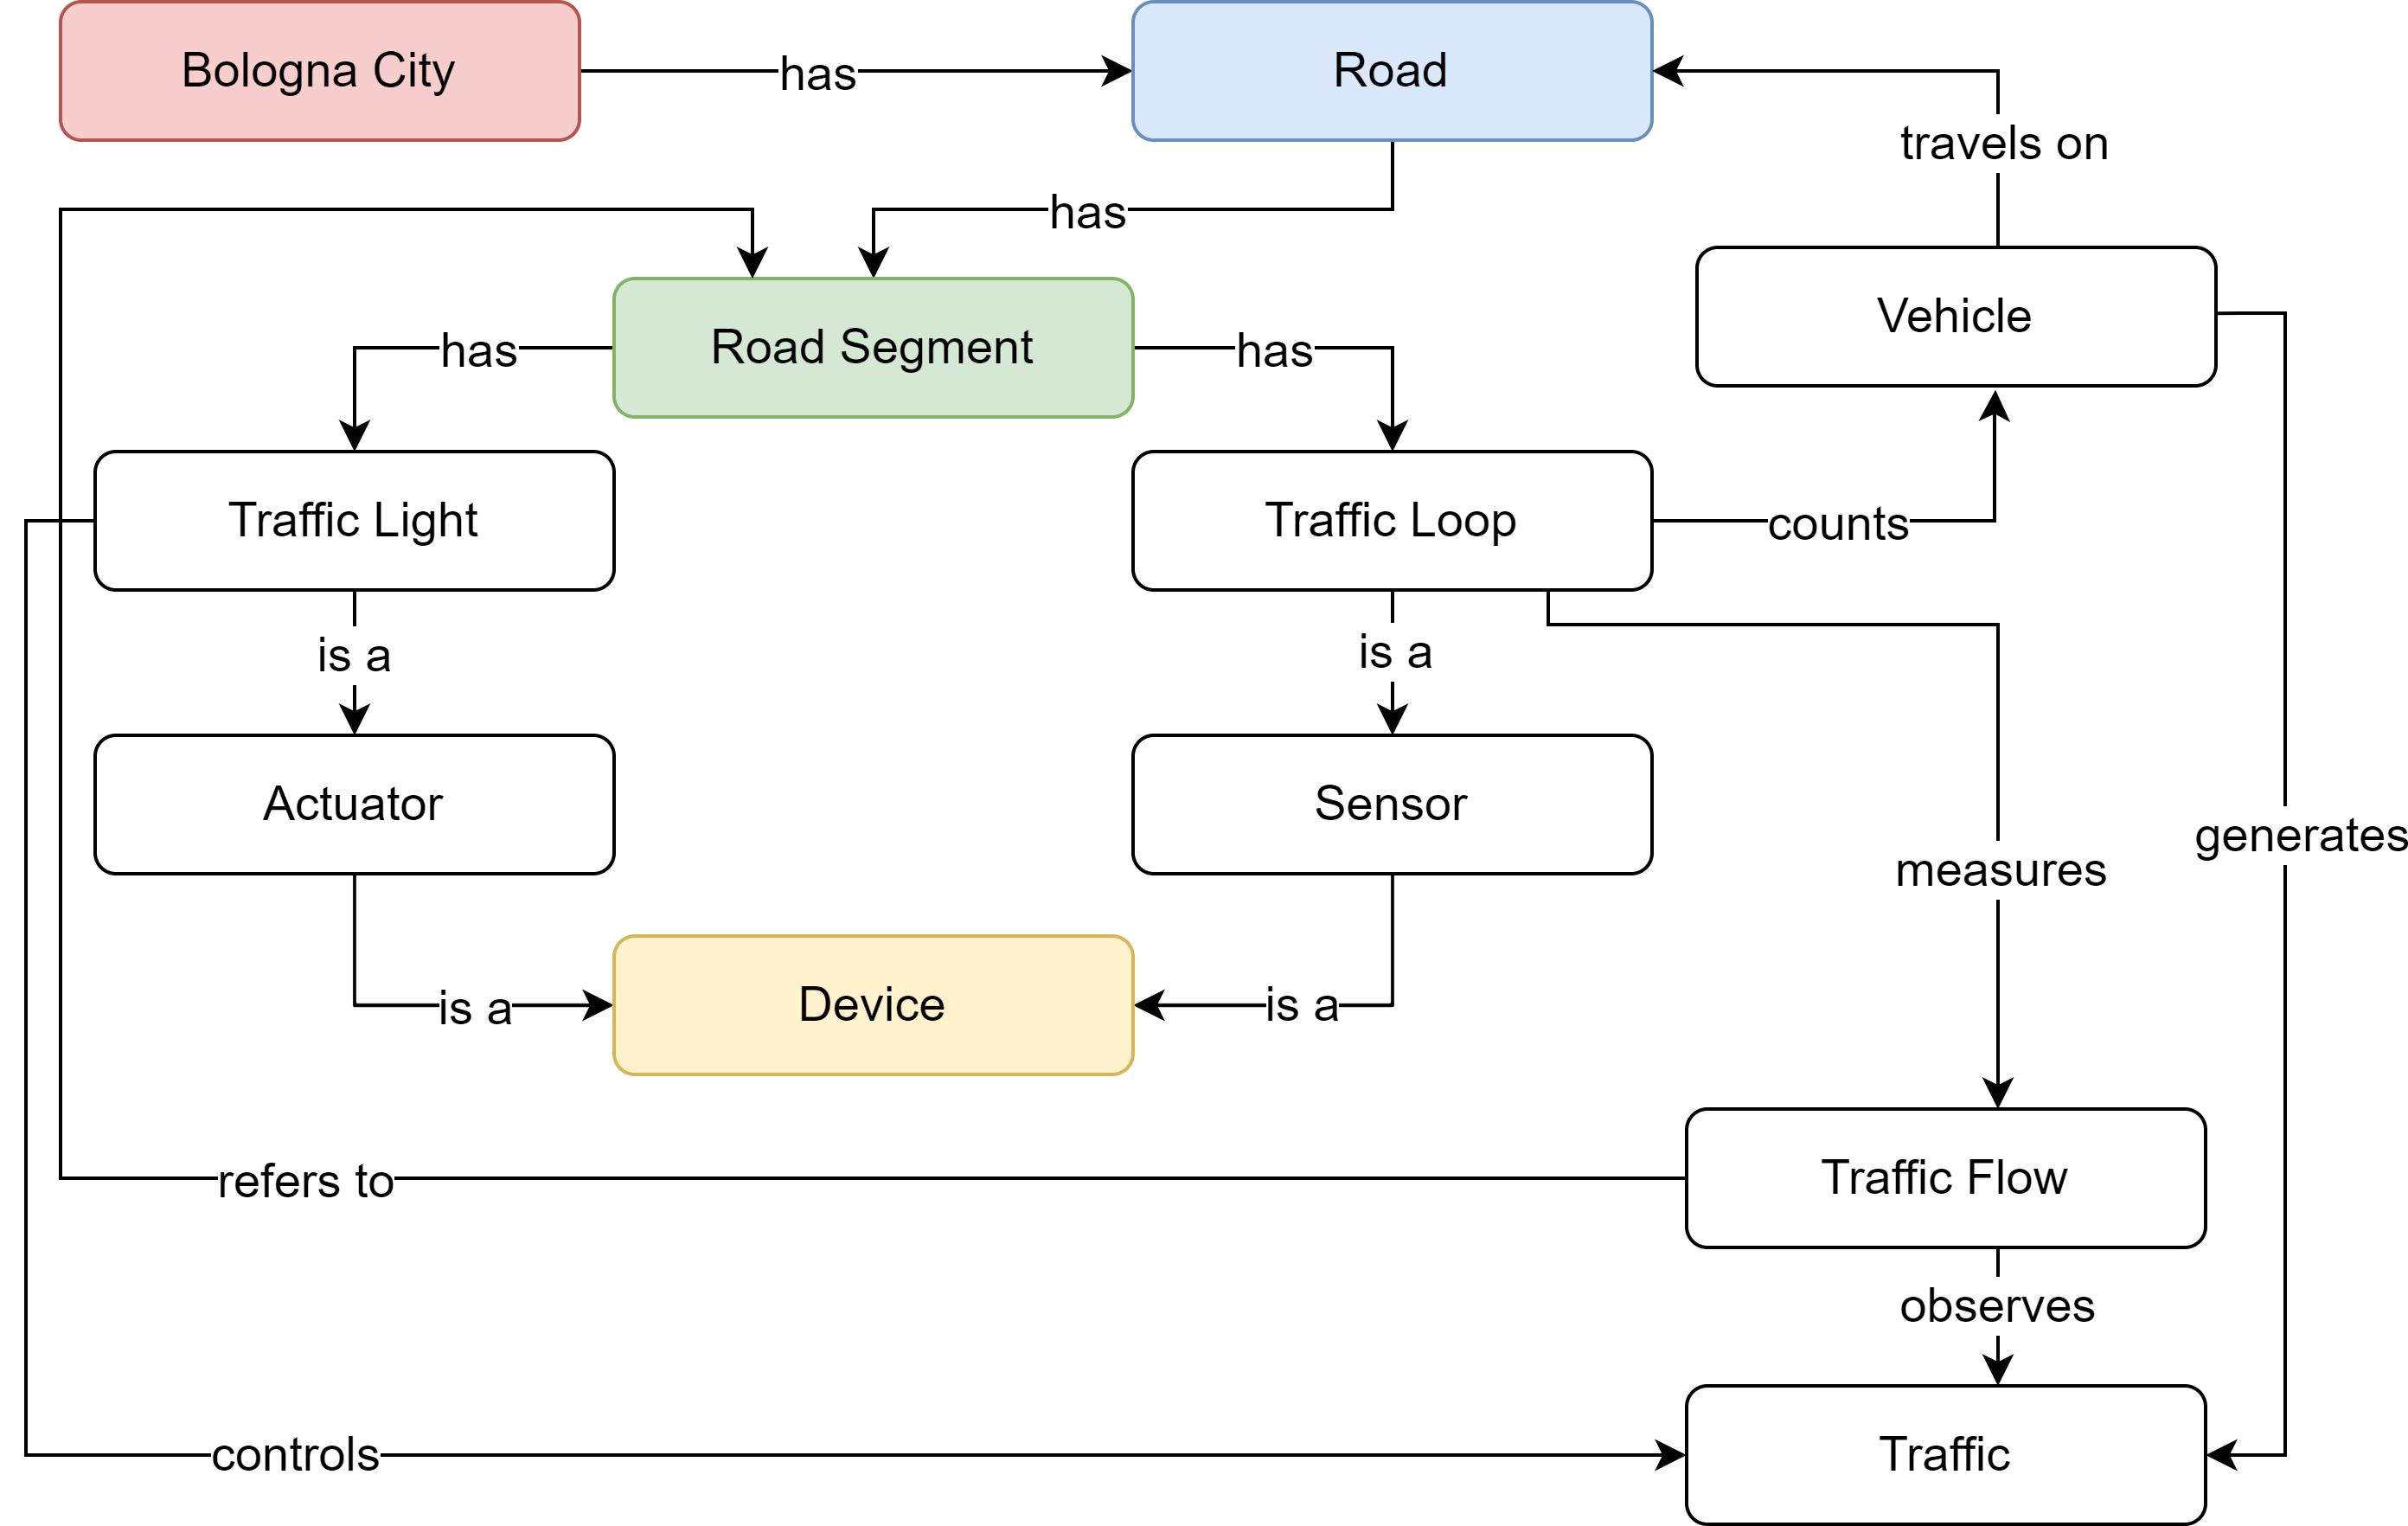 Bologna City
has
Road
travels on
has
Vehicle
Road Segment
has
has
Traffic Light
Traffic Loop
counts
is a
is a
Actuator
Sensor
generates
measures
Device
is a
is a
refers to
Traffic Flow
observes
controls
Traffic